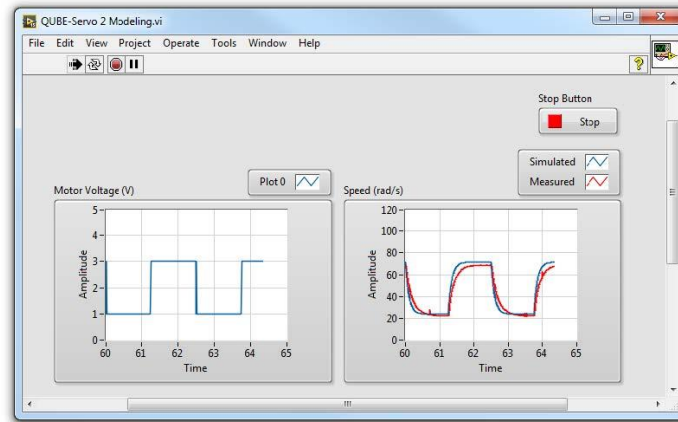 QUBE-Servo 2 Modeling.vi
File Edit View Project Operate Tools Window Help
Stop Button
Stop
Simulated
Measured
Plot 0
Motor Voltage (V)
Speed (rad/s)
5
4
3
2
1
0
Amplitude
60 61 62 63 64 65
Time
120
100
80
60
40
20
0
Amplitude
60 61 62 63 64 65
Time